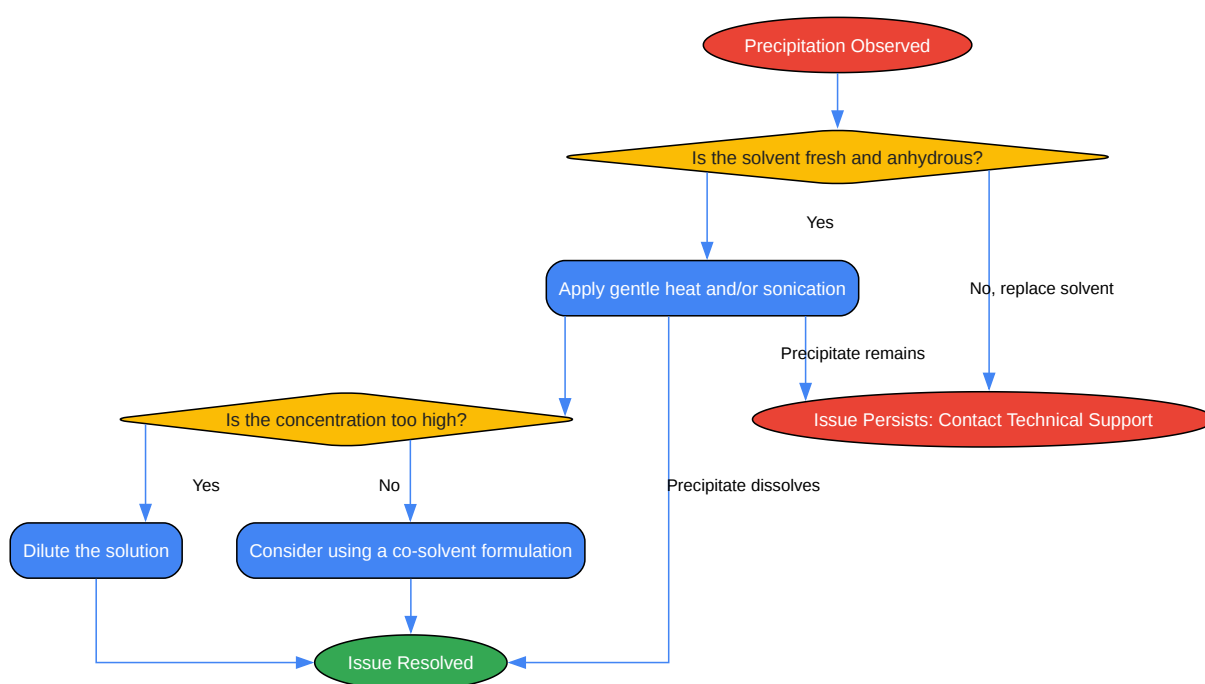 Precipitation Observed
Is the solvent fresh and anhydrous?
Yes
Apply gentle heat and/or sonication
No, replace solvent
Precipitate remains
Is the concentration too high?
Issue Persists: Contact Technical Support
Yes
No
Precipitate dissolves
Dilute the solution
Consider using a co-solvent formulation
Issue Resolved